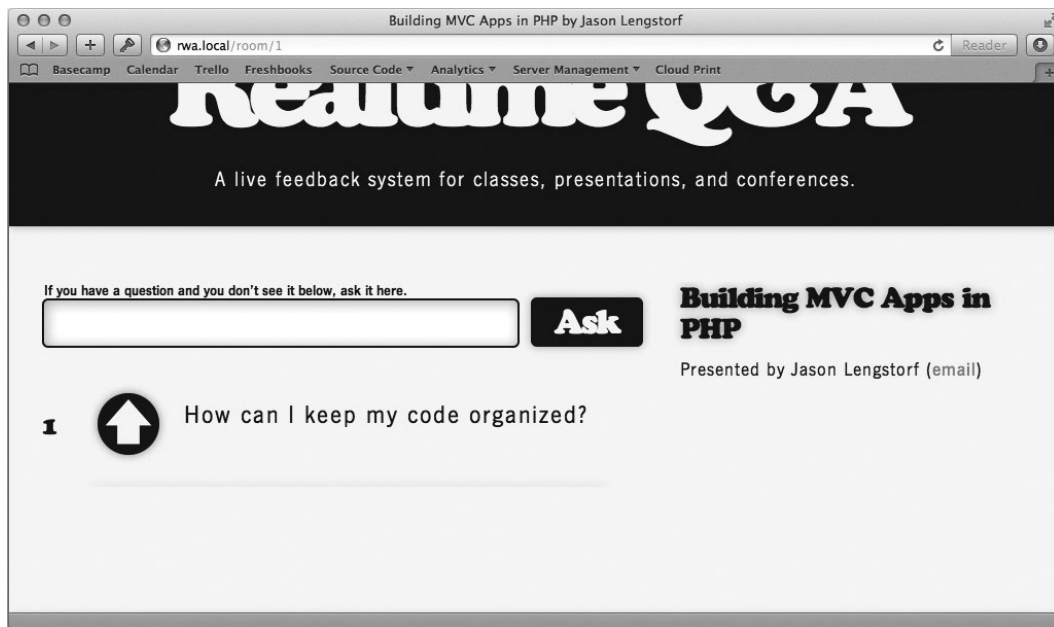 Building MVC Apps in PHP by Jason Lengstorf
rwa.local/room/1
Reader
Basecamp Calendar Trello Freshbooks Source Code Analytics Server Management Cloud Print
Realtime Q&A
A live feedback system for classes, presentations, and conferences.
If you have a question and you don't see it below, ask it here.
Ask
Building MVC Apps in
PHP
Presented by Jason Lengstorf (email)
1
How can I keep my code organized?